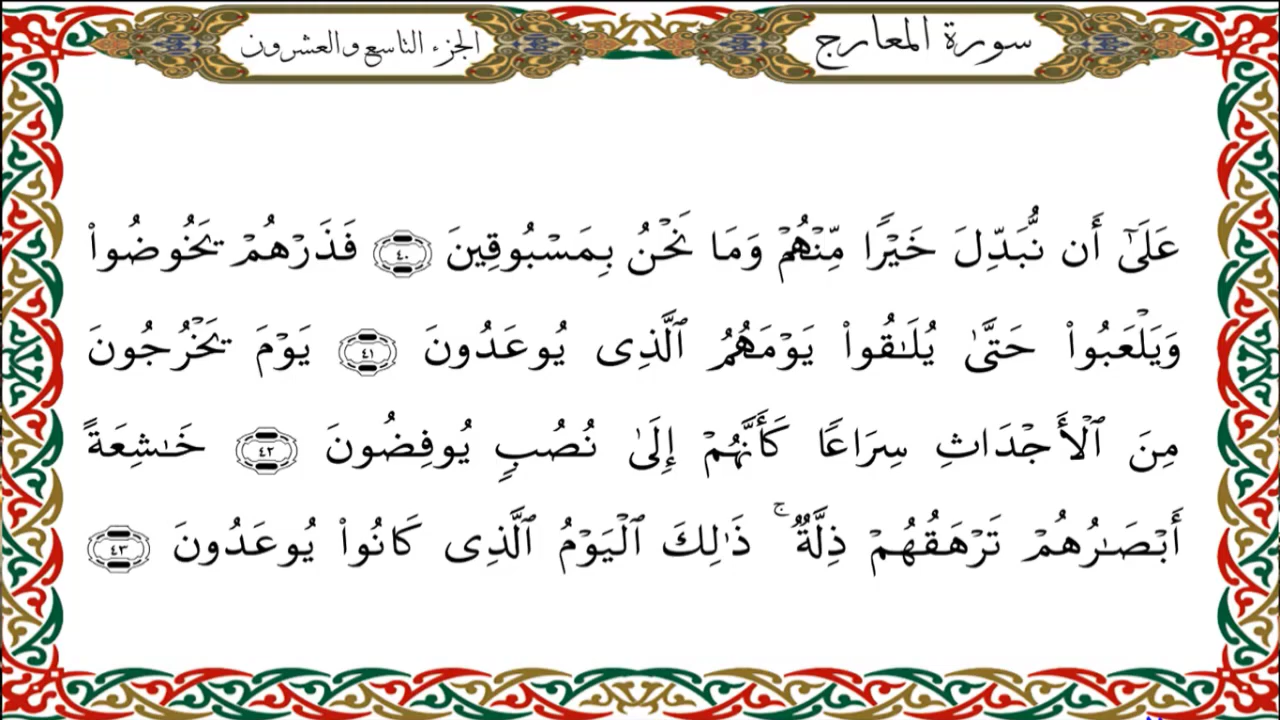 سورة المعارج
الجزء التاسع والعشرون
عَلَىٰٓ أَن نُّبَدِّلَ خَيْرًا مِّنْهُمْ وَمَا نَحْنُ بِمَسْبُوقِينَ ٤٠ فَذَرْهُمْ يَخُوضُوا۟
وَيَلْعَبُوا۟ حَتَّىٰ يُلَـٰقُوا۟ يَوْمَهُمُ ٱلَّذِى يُوعَدُونَ ٤١ يَوْمَ يَخْرُجُونَ
مِنَ ٱلْأَجْدَاثِ سِرَاعًا كَأَنَّهُمْ إِلَىٰ نُصُبٍ يُوفِضُونَ ٤٢ خَـٰشِعَةً
أَبْصَـٰرُهُمْ تَرْهَقُهُمْ ذِلَّةٌ ۚ ذَٰلِكَ ٱلْيَوْمُ ٱلَّذِى كَانُوا۟ يُوعَدُونَ ٤٣